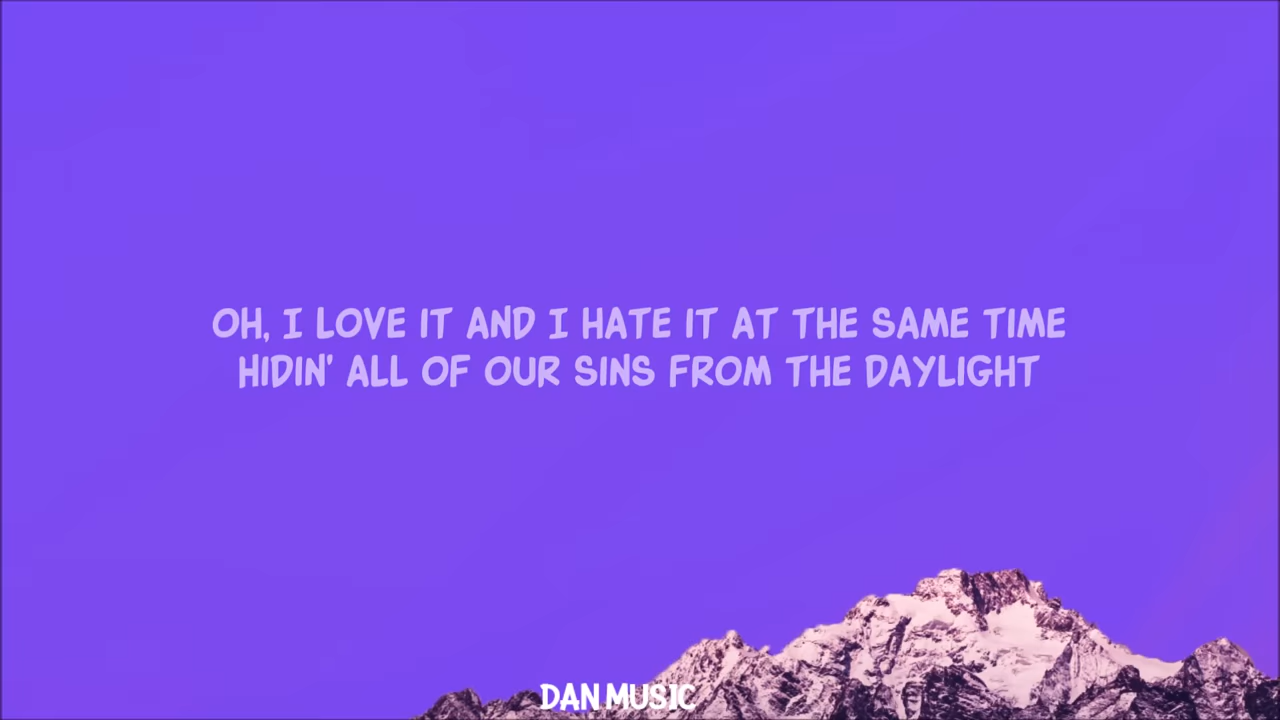 OH, I LOVE IT AND I HATE IT AT THE SAME TIME
HIDIN' ALL OF OUR SINS FROM THE DAYLIGHT
DAN MUSIC